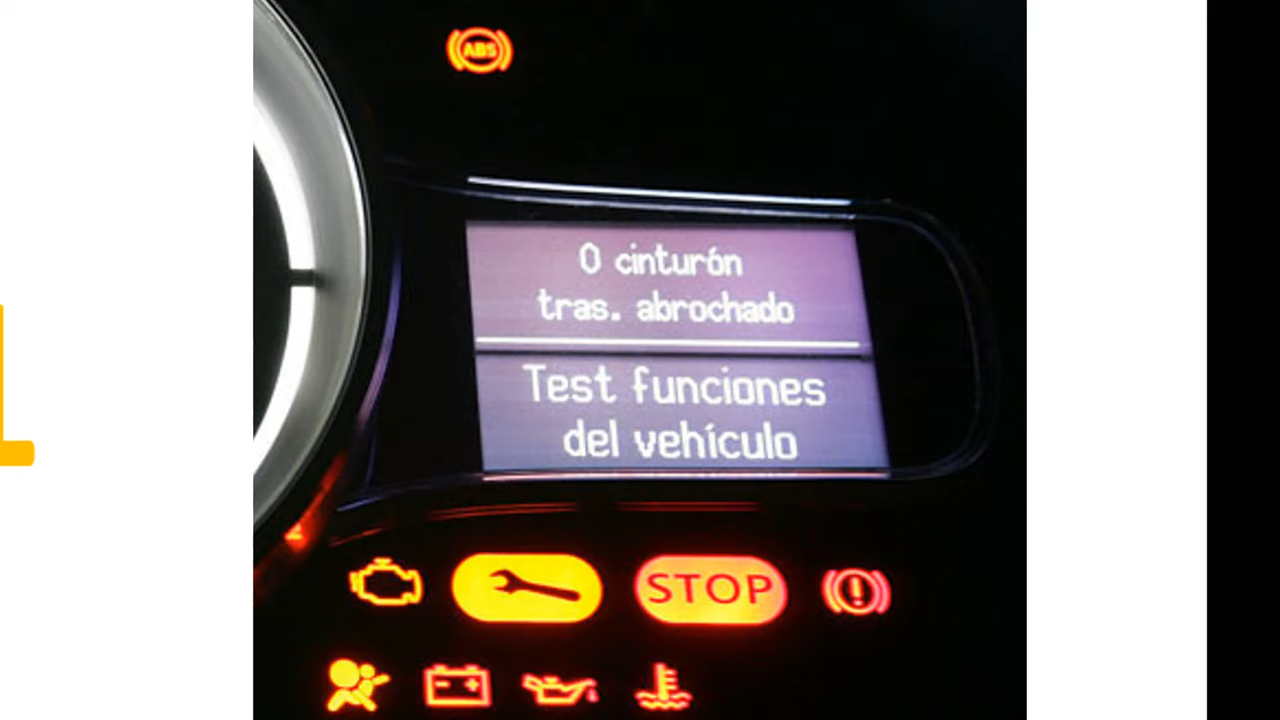 ABS
0 cinturón
tras. abrochado
Test funciones
del vehículo
STOP